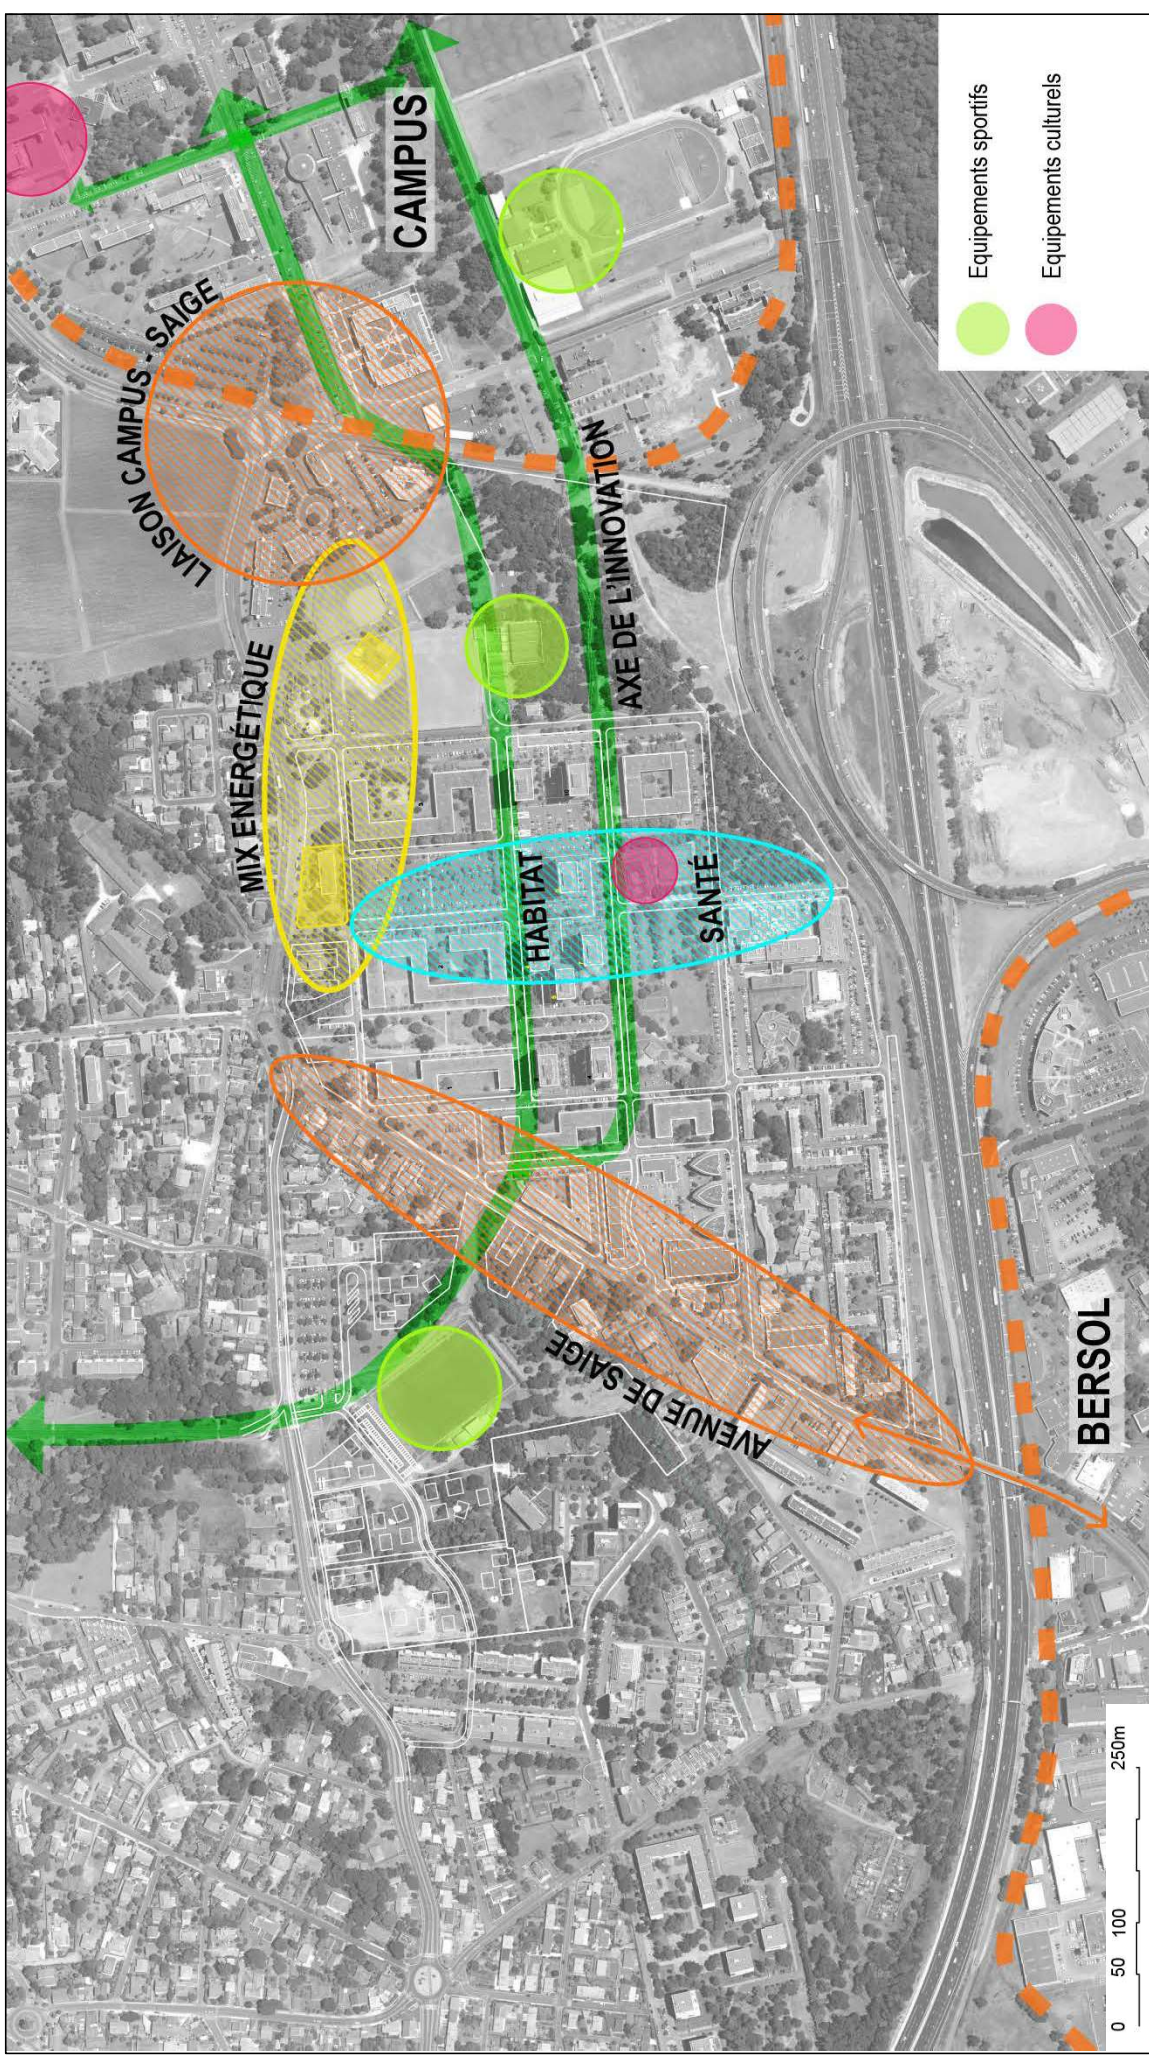 LIAISON CAMPUS - SAIGE
CAMPUS
MIX ENERGÉTIQUE
AXE DE L'INNOVATION
HABITAT
SANTÉ
AVENUE DE SAIGE
BERSOL
Equipements sportifs
Equipements culturels
0 50 100 250m